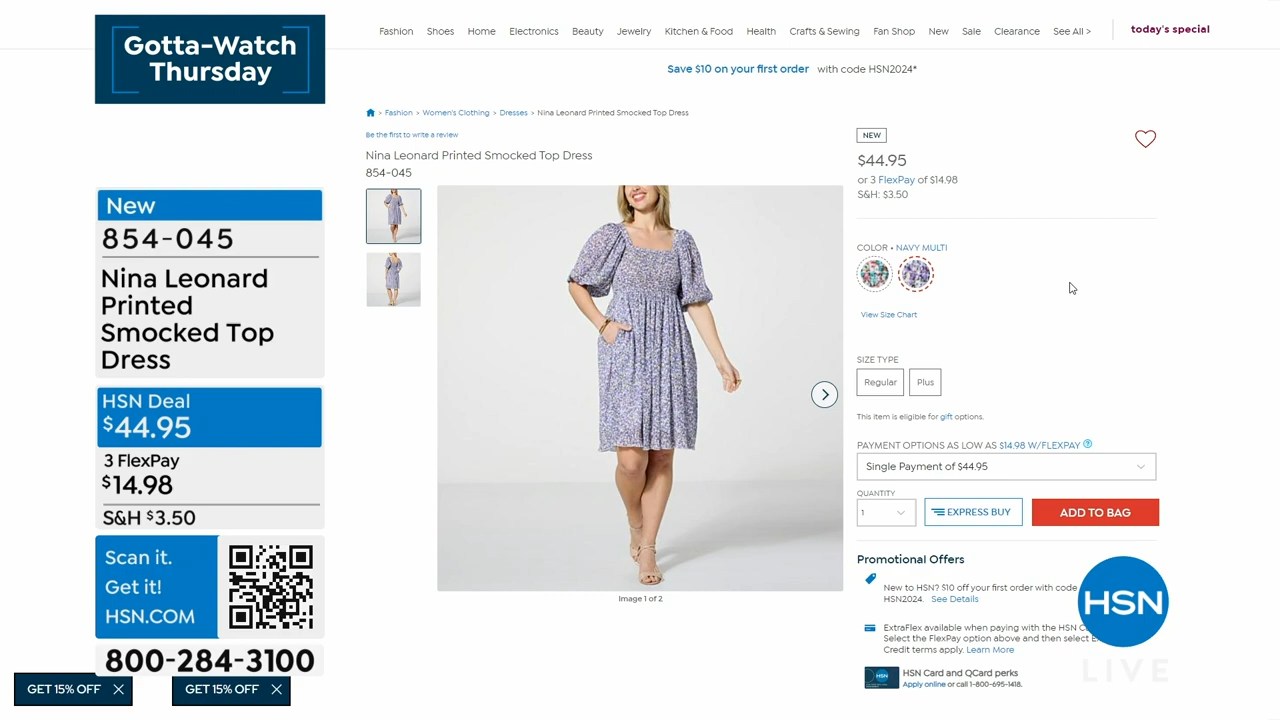 Gotta-Watch
Thursday
Fashion Shoes Home Electronics Beauty Jewelry Kitchen & Food Health Crafts & Sewing Fan Shop New Sale Clearance See All > today's special
Save $10 on your first order with code HSN2024*
> Fashion > Women's Clothing > Dresses > Nina Leonard Printed Smocked Top Dress
Be the first to write a review
Nina Leonard Printed Smocked Top Dress
854-045
New
854-045
Nina Leonard
Printed
Smocked Top
Dress
HSN Deal
$44.95
3 FlexPay
$14.98
S&H $3.50
Scan it.
Get it!
HSN.COM
800-284-3100
GET 15% OFF
GET 15% OFF
Image 1 of 2
NEW
$44.95
or 3 FlexPay of $14.98
S&H: $3.50
COLOR • NAVY MULTI
View Size Chart
SIZE TYPE
Regular Plus
This item is eligible for gift options.
PAYMENT OPTIONS AS LOW AS $14.98 W/FLEXPAY ?
Single Payment of $44.95
QUANTITY
1 EXPRESS BUY ADD TO BAG
Promotional Offers
New to HSN? $10 off your first order with code
HSN2024. See Details
ExtraFlex available when paying with the HSN
Select the FlexPay option above and then select
Credit terms apply. Learn More
HSN Card and QCard perks
Apply online or call 1-800-695-1418.
HSN
LIVE